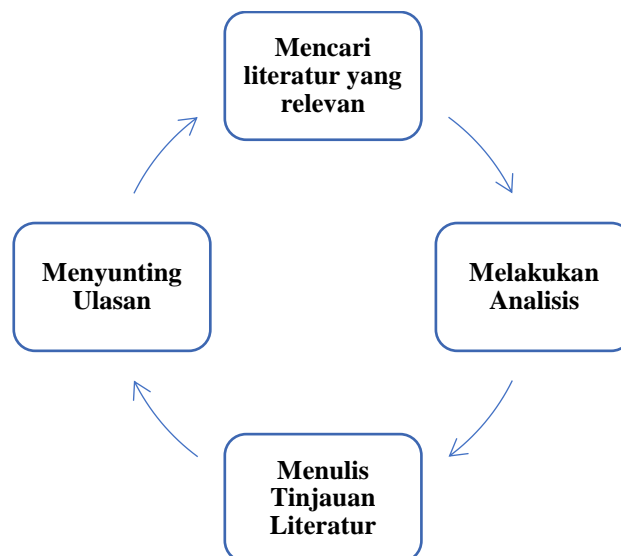 Mencari
literatur yang
relevan
Melakukan
Analisis
Menulis
Tinjauan
Literatur
Menyunting
Ulasan